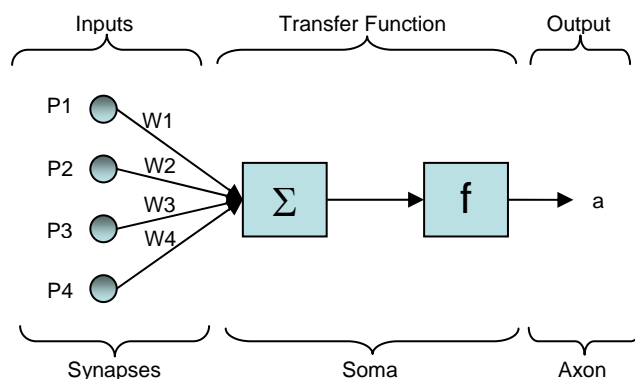 Inputs Transfer Function Output
P1
W1
P2
W2
P3
W3
W4
P4
Σ
f
a
Synapses Soma Axon